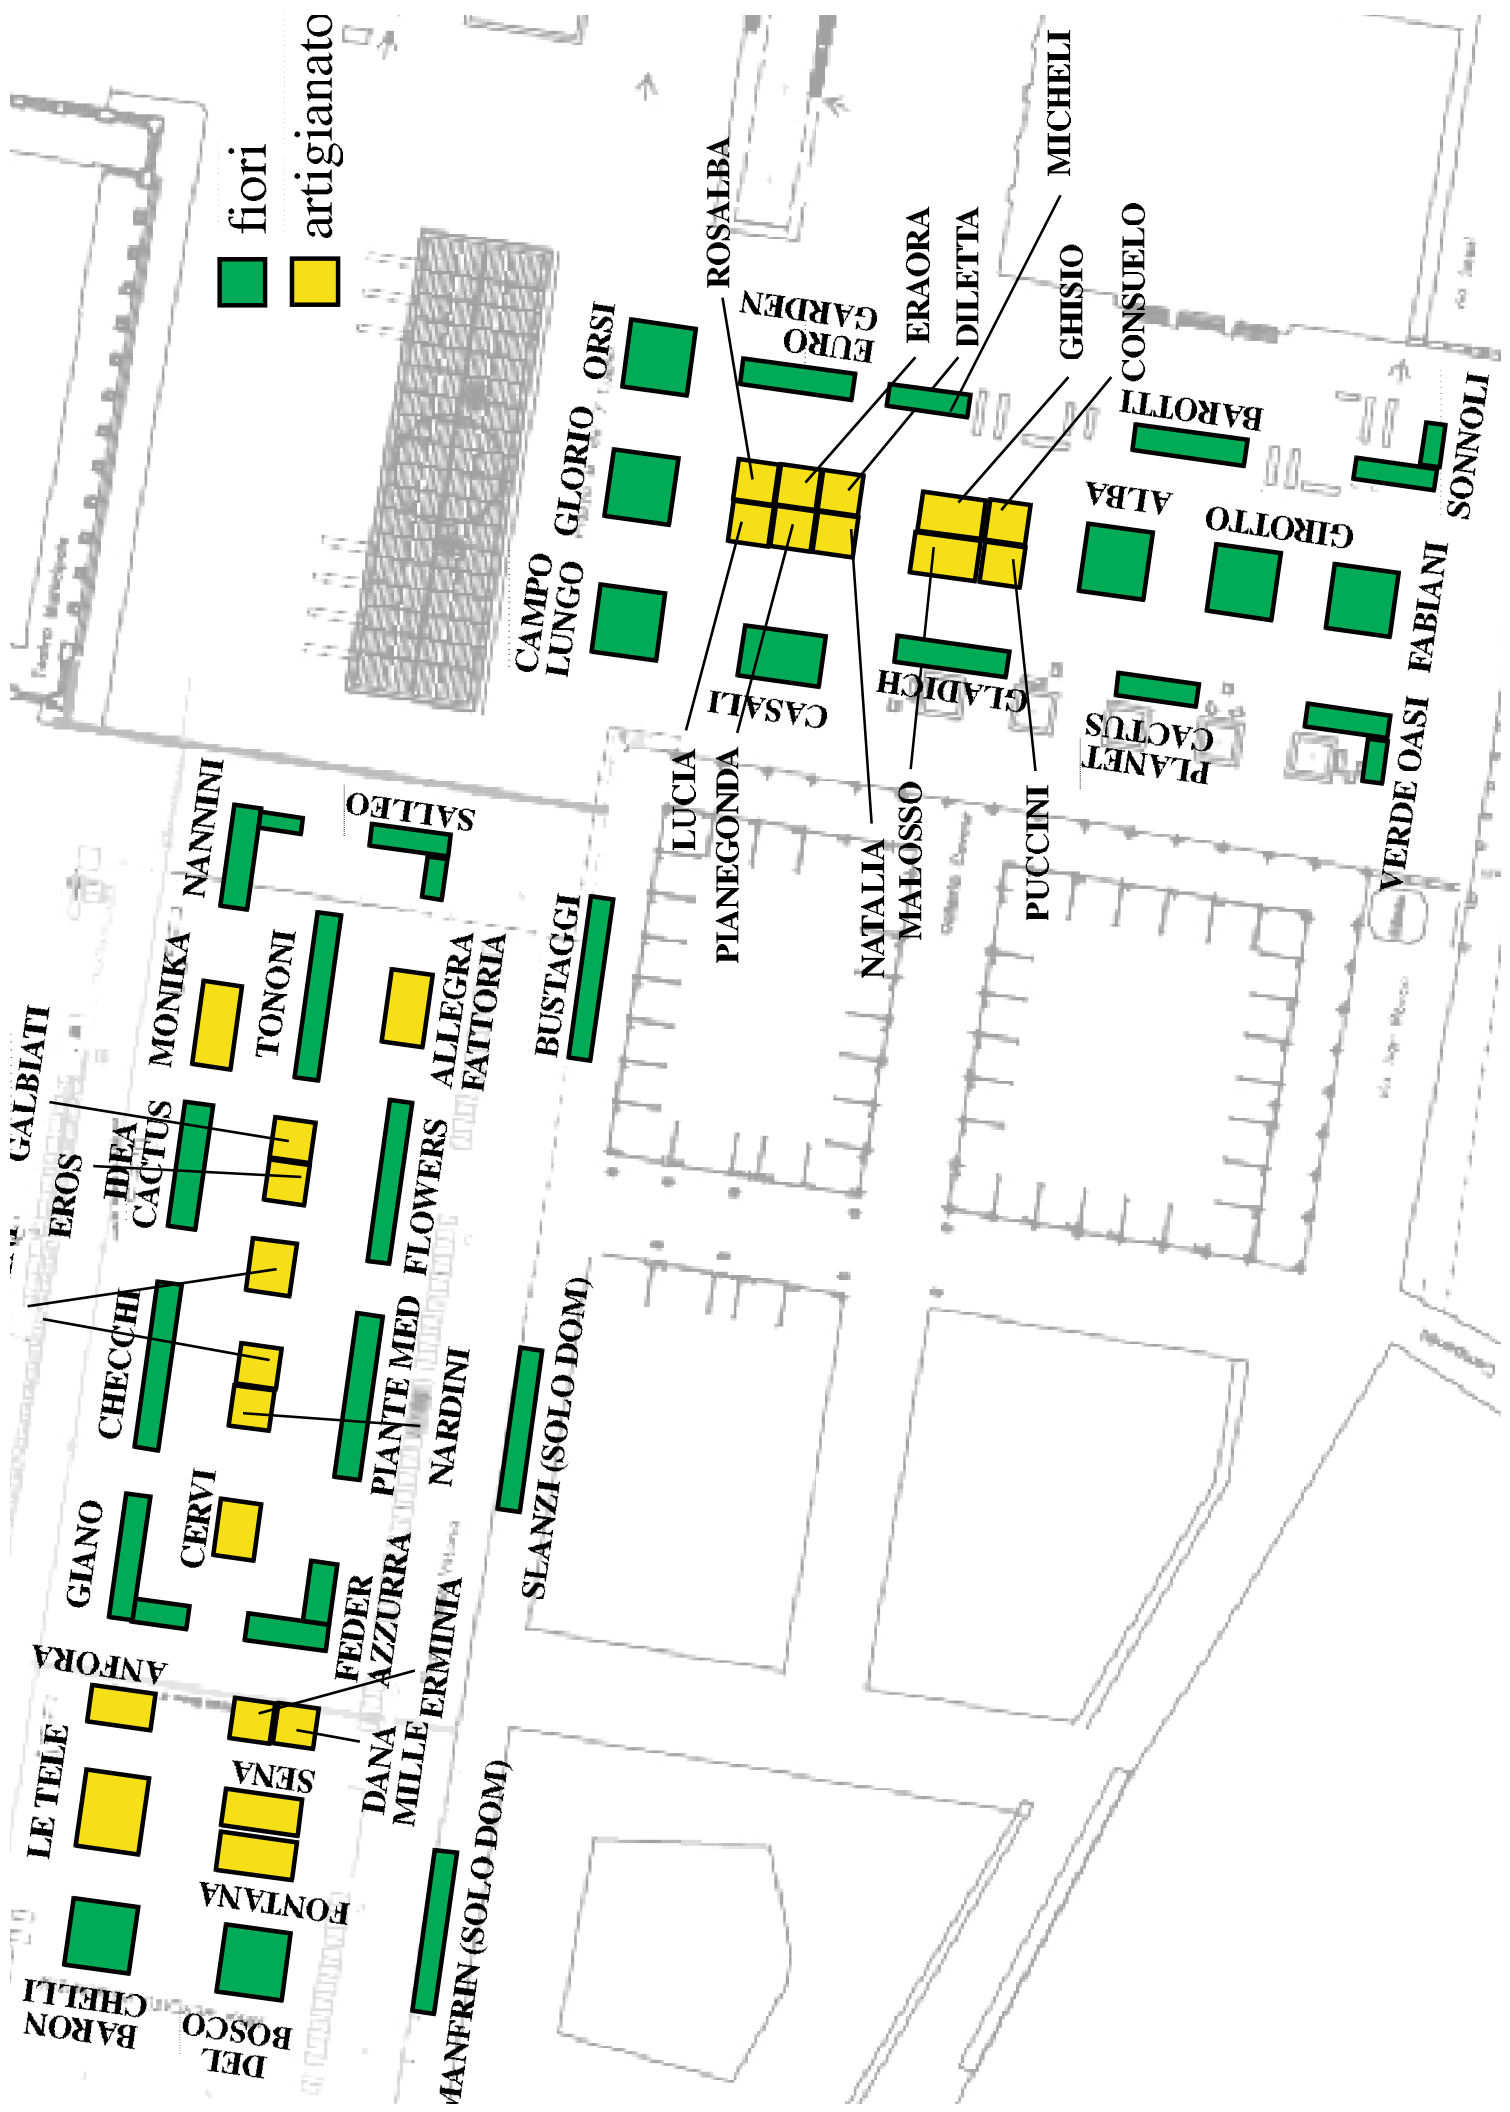 fiori
artigianato
ROSALBA
ERAORA
DILETTA
MICHELI
GHISIO
CONSUELO
ORSI
EURO
GARDEN
GLORIO
CAMPO
LUNGO
BAROTTI
SONNOLI
ALBA
GIROTTO
FABIANI
CASALI
GLADICH
PLANET
CACTUS
VERDE OASI
LUCIA
PIANEGONDA
NATALIA
MALOSSO
PUCCINI
NANNINI
SALLEO
MONIKA
TONONI
ALLEGRA
FATTORIA
BUSTAGGI
GALBIATI
EROS
IDEA
CACTUS
FLOWERS
CHECCHI
PIANTE MED
NARDINI
SLANZI (SOLO DOM)
GIANO
CERVI
FEDER
AZZURRA
ERMINIA
DANA
MILLE
ANFORA
LE TELE
SENA
FONTANA
MANFRIN (SOLO DOM)
BARON
CHELLI
DEL
BOSCO